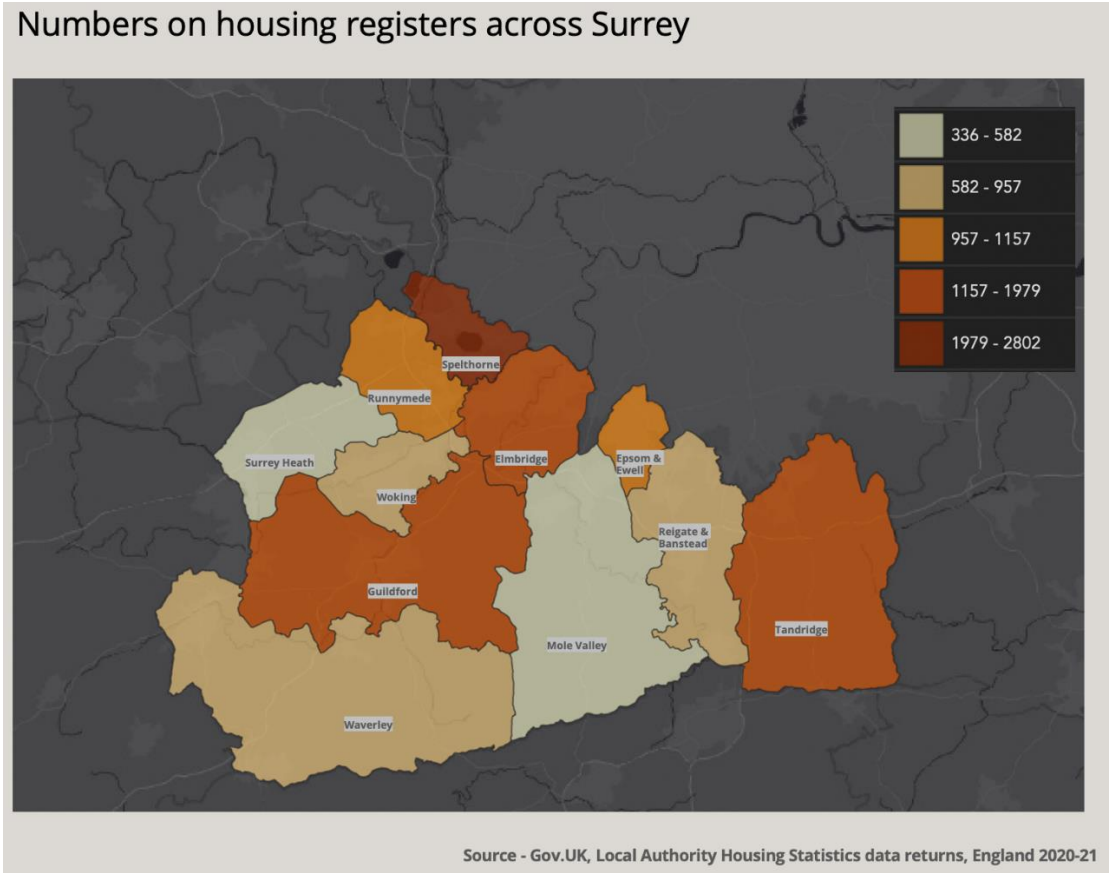 Numbers on housing registers across Surrey
336 - 582
582 - 957
957 - 1157
1157 - 1979
1979 - 2802
Spelthorne
Runnymede
Surrey Heath
Elmbridge
Epsom &
Ewell
Woking
Reigate &
Banstead
Guildford
Tandridge
Mole Valley
Waverley
Source - Gov.UK, Local Authority Housing Statistics data returns, England 2020-21